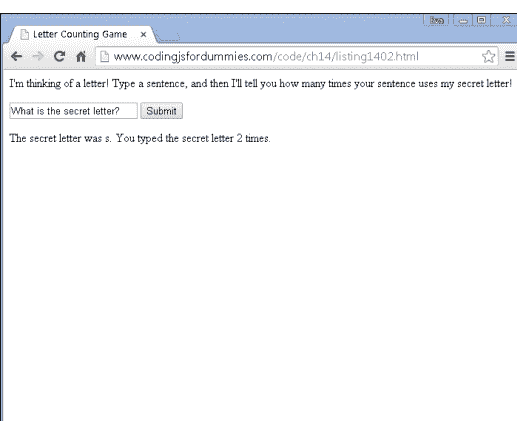 Eva
Letter Counting Game
www.codingjsfordummies.com/code/ch14/listing1402.html
I'm thinking of a letter! Type a sentence, and then I'll tell you how many times your sentence uses my secret letter!
What is the secret letter? Submit
The secret letter was s. You typed the secret letter 2 times.